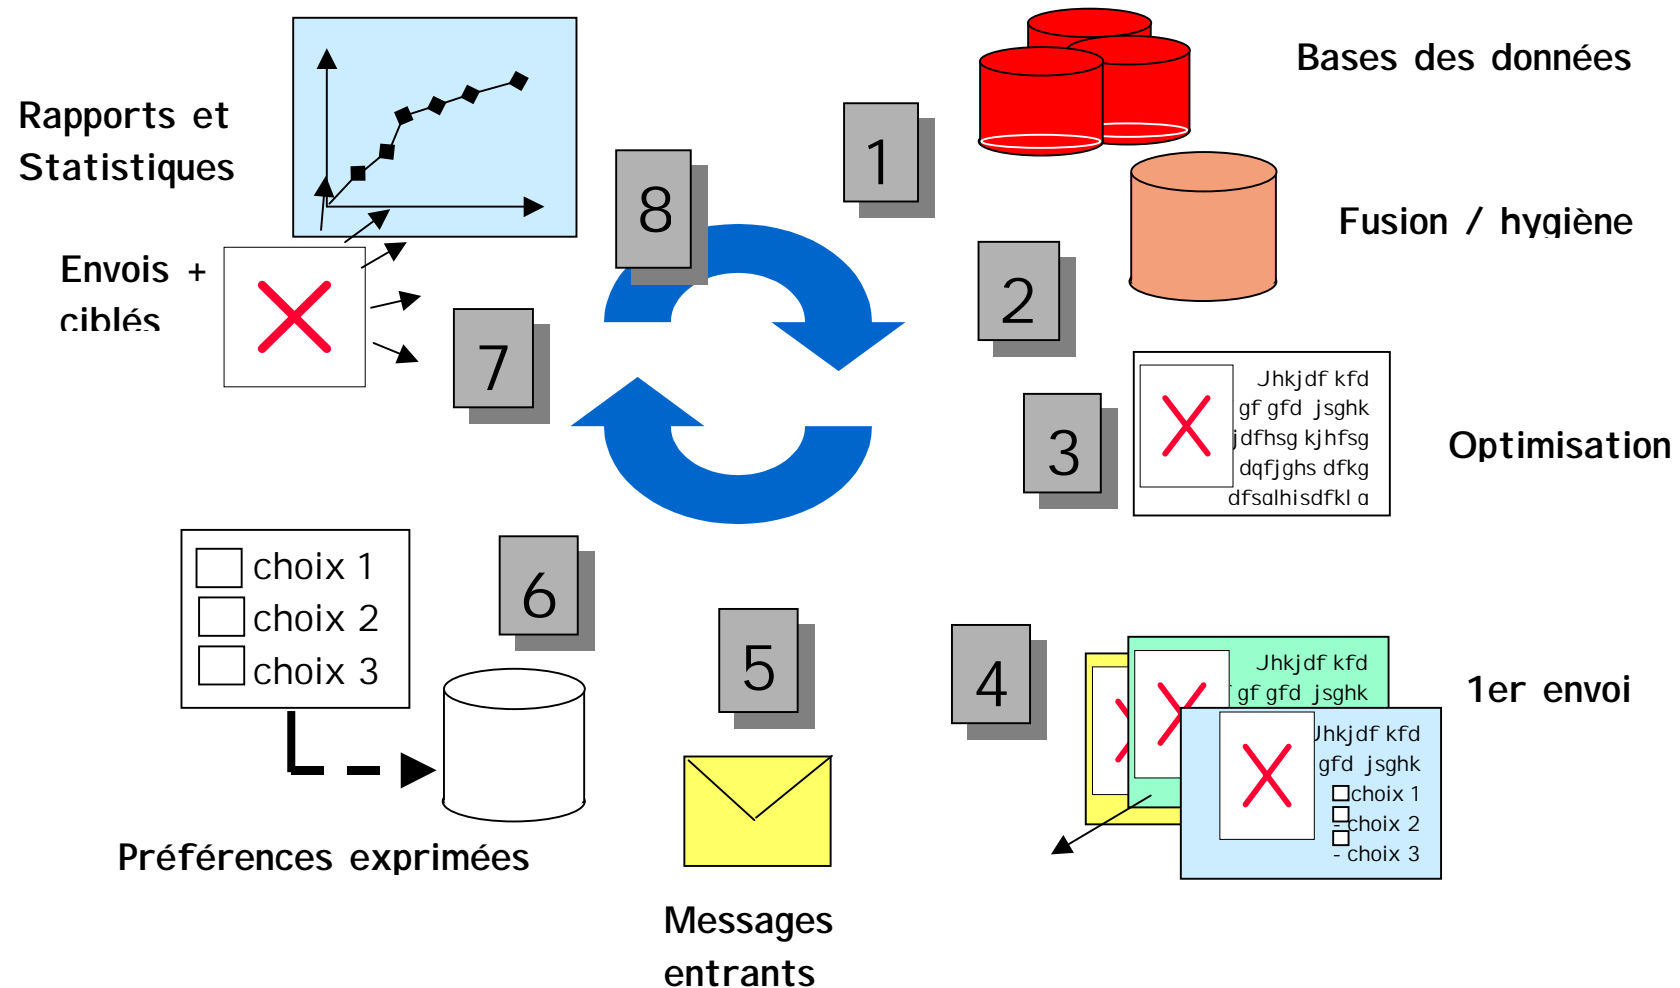 Bases des données
Rapports et
Statistiques
1
8
Fusion / hygiène
Envois +
ciblés
2
7
Jhkjdf kfd
gf gfd jsghk
jdfhsg kjhfsg
dqfjghs dfkg
dfsqlhisdfkl q
3
Optimisation
choix 1
choix 2
choix 3
6
5
4
Jhkjdf kfd
gf gfd jsghk
1er envoi
Jhkjdf kfd
gfd jsghk
choix 1
- choix 2
- choix 3
Préférences exprimées
Messages
entrants